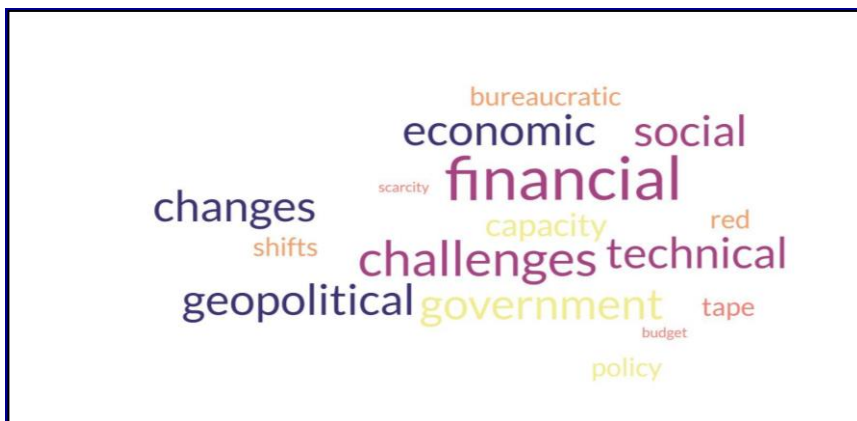 bureaucratic
economic social
scarcity financial
changes capacity red
shifts challenges technical
geopolitical government tape
budget
policy